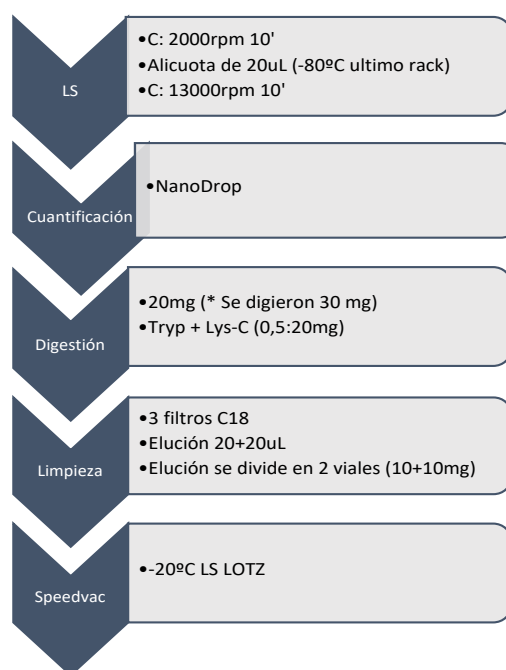 LS
•C: 2000rpm 10'
•Alicuota de 20uL (-80ºC ultimo rack)
•C: 13000rpm 10'
Cuantificación
•NanoDrop
Digestión
•20mg (* Se digieron 30 mg)
•Tryp + Lys-C (0,5:20mg)
Limpieza
•3 filtros C18
•Elución 20+20uL
•Elución se divide en 2 viales (10+10mg)
Speedvac
•-20ºC LS LOTZ